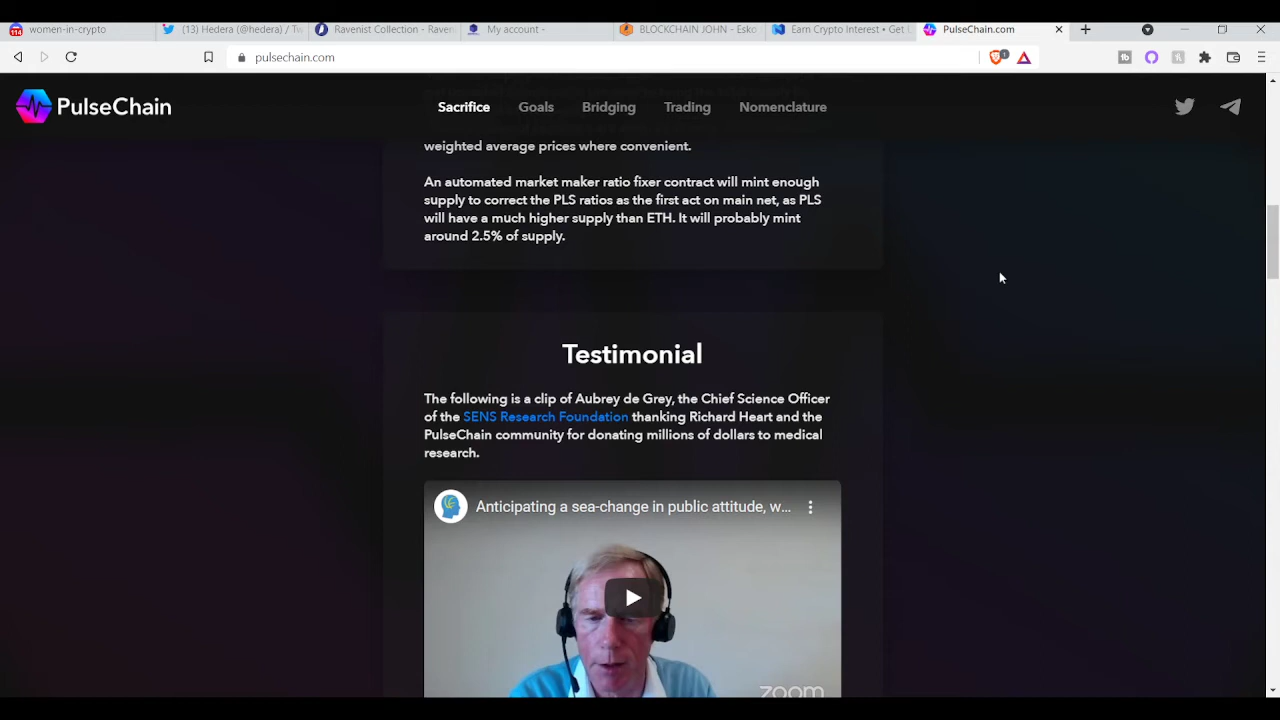 114
women-in-crypto
(13) Hedera (@hedera) / Tw
Ravenist Collection - Raven
My account -
BLOCKCHAIN JOHN - Esko
Earn Crypto Interest • Get L
PulseChain.com
pulsechain.com
1
PulseChain
Sacrifice
Goals
Bridging
Trading
Nomenclature
weighted average prices where convenient.
An automated market maker ratio fixer contract will mint enough
supply to correct the PLS ratios as the first act on main net, as PLS
will have a much higher supply than ETH. It will probably mint
around 2.5% of supply.
Testimonial
The following is a clip of Aubrey de Grey, the Chief Science Officer
of the SENS Research Foundation thanking Richard Heart and the
PulseChain community for donating millions of dollars to medical
research.
Anticipating a sea-change in public attitude, w...
zoom